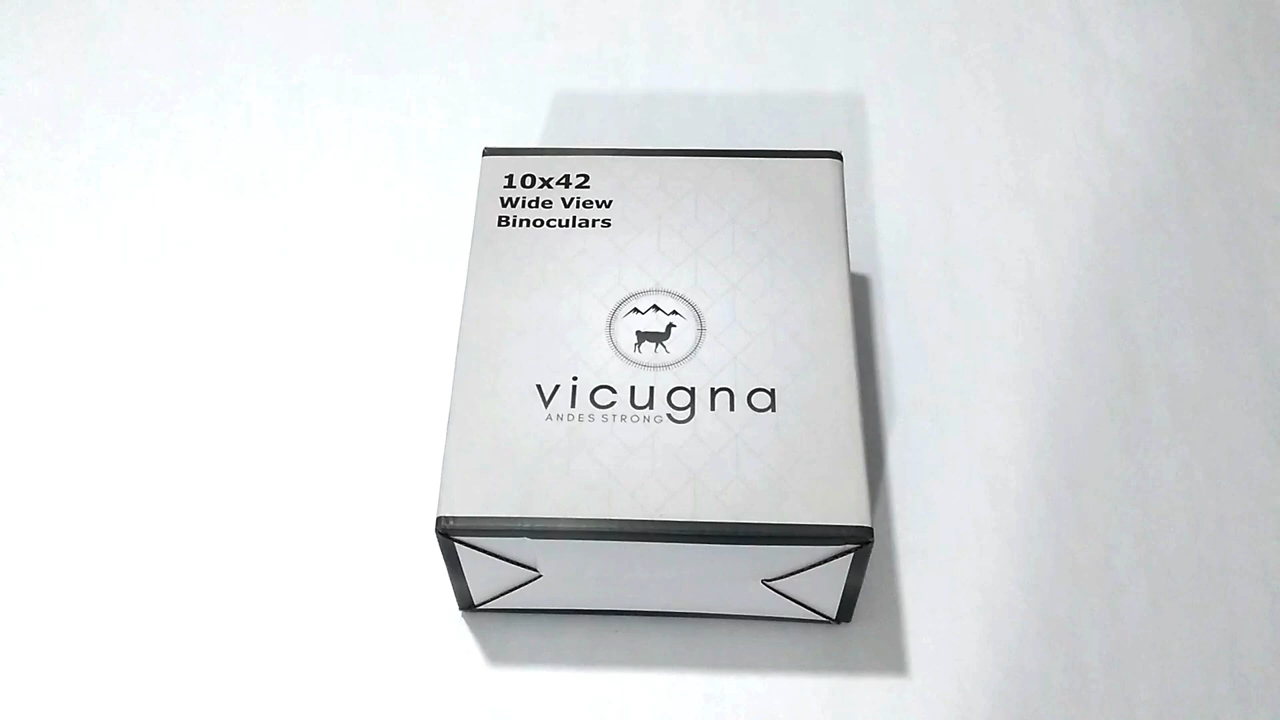 10x42
Wide View
Binoculars
vicugna
ANDES STRONG